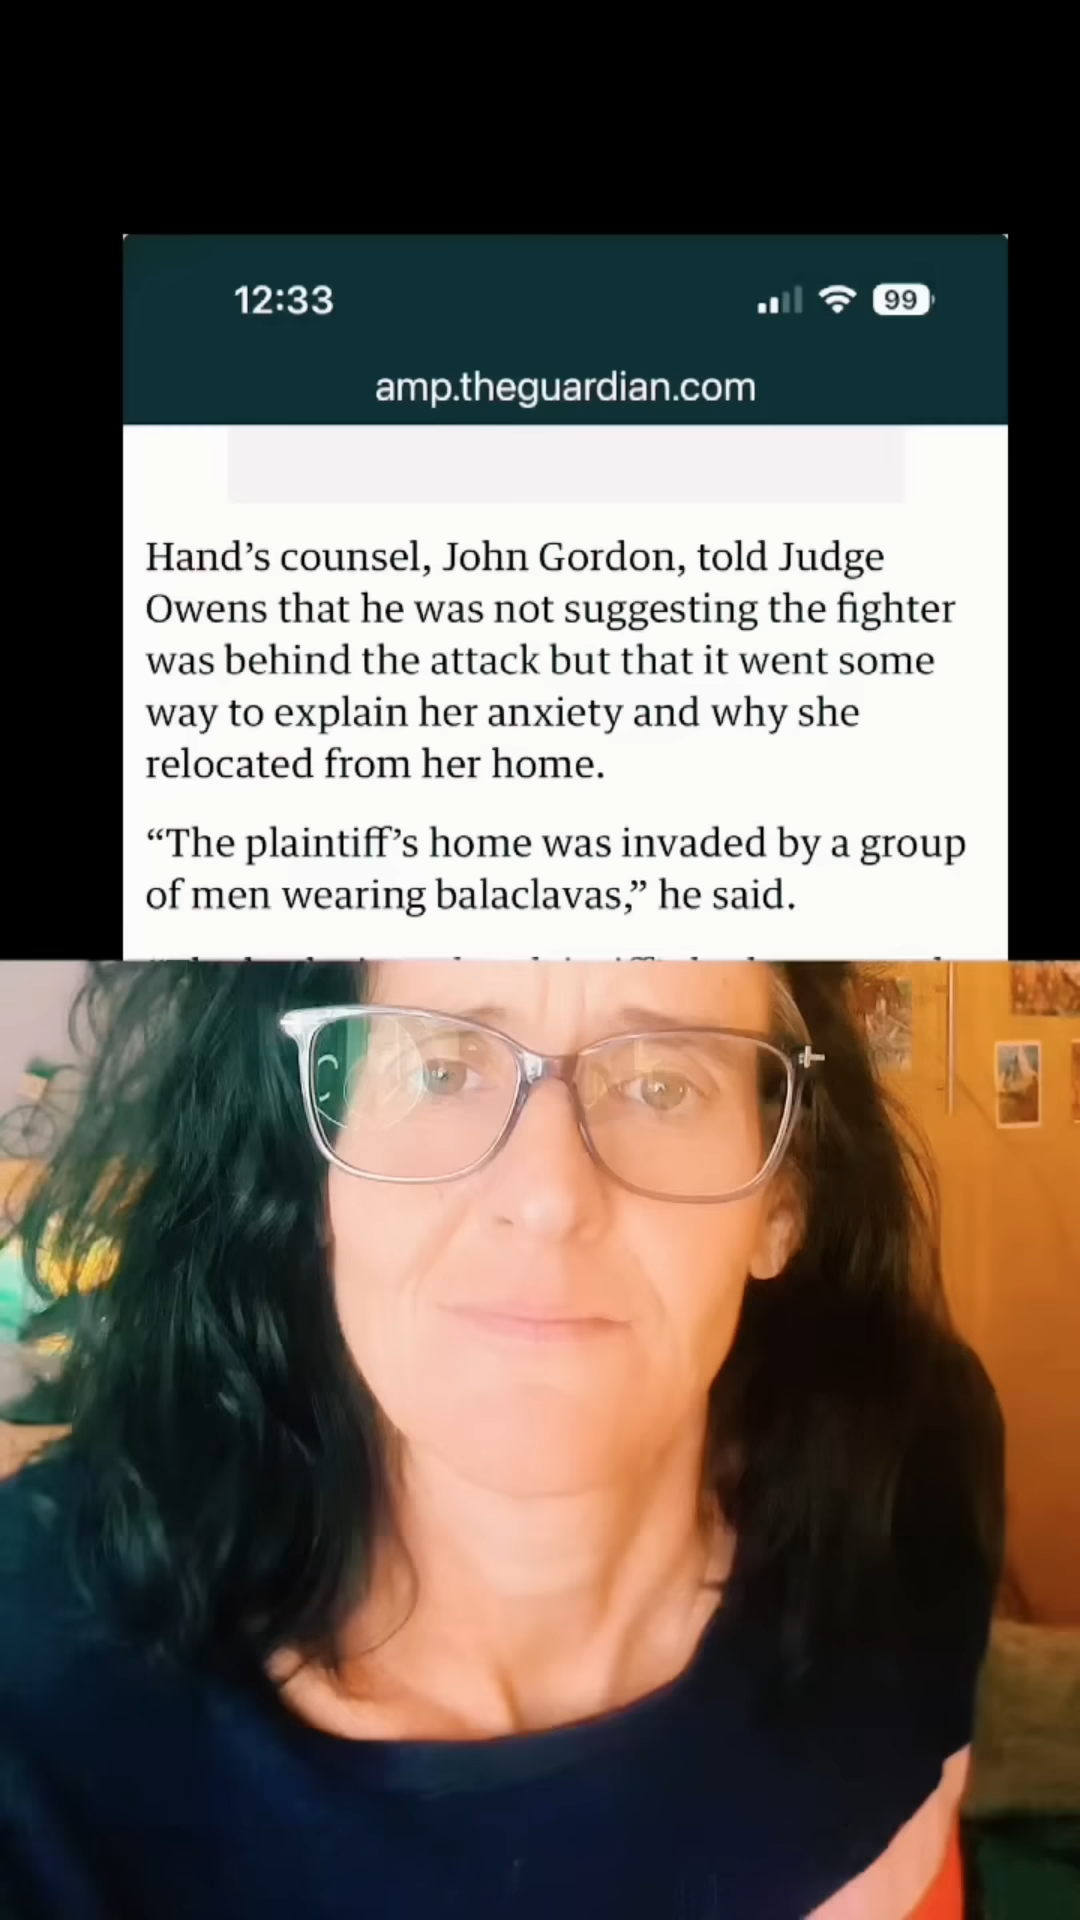 12:33
99
amp.theguardian.com
Hand’s counsel, John Gordon, told Judge
Owens that he was not suggesting the fighter
was behind the attack but that it went some
way to explain her anxiety and why she
relocated from her home.
“The plaintiff’s home was invaded by a group
of men wearing balaclavas,” he said.